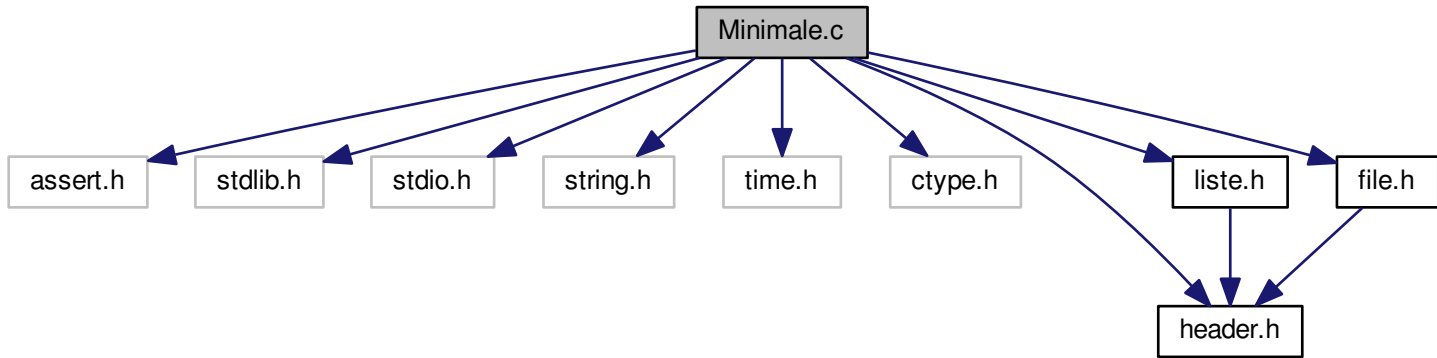 Minimale.c
assert.h
stdlib.h
stdio.h
string.h
time.h
ctype.h
liste.h
file.h
header.h